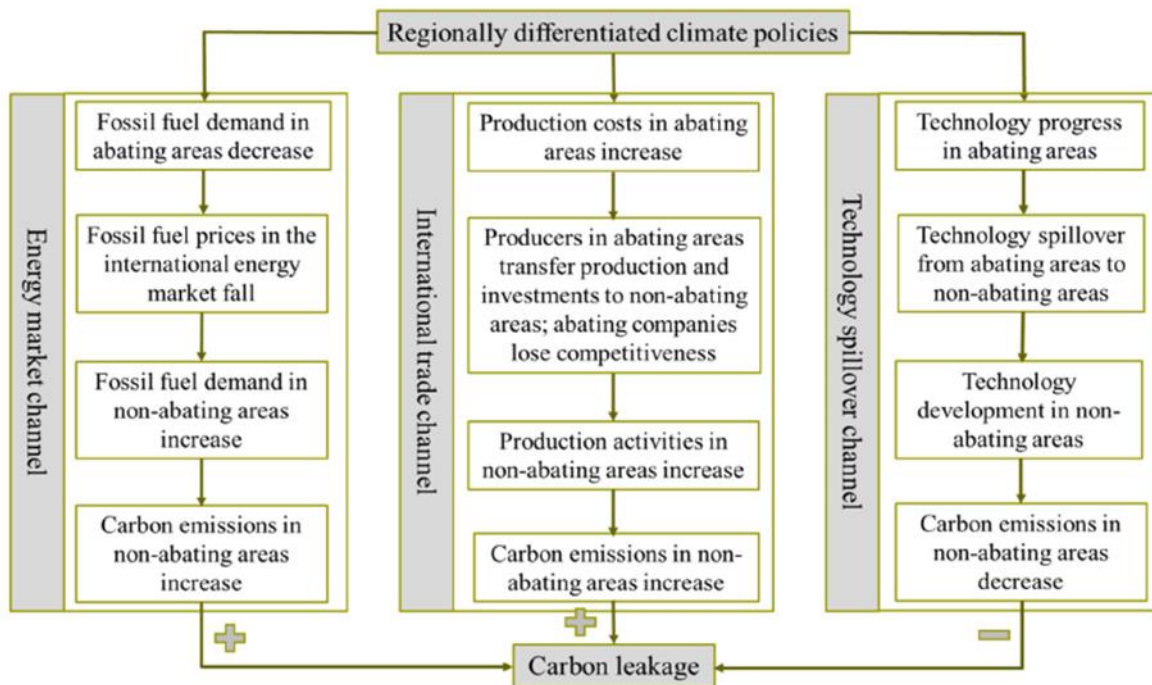 Regionally differentiated climate policies
Energy market channel
Fossil fuel demand in
abating areas decrease
Fossil fuel prices in the
international energy
market fall
Fossil fuel demand in
non-abating areas
increase
Carbon emissions in
non-abating areas
increase
International trade channel
Production costs in abating
areas increase
Producers in abating areas
transfer production and
investments to non-abating
areas; abating companies
lose competitiveness
Production activities in
non-abating areas increase
Carbon emissions in non-
abating areas increase
Technology spillover channel
Technology progress
in abating areas
Technology spillover
from abating areas to
non-abating areas
Technology
development in non-
abating areas
Carbon emissions in
non-abating areas
decrease
Carbon leakage